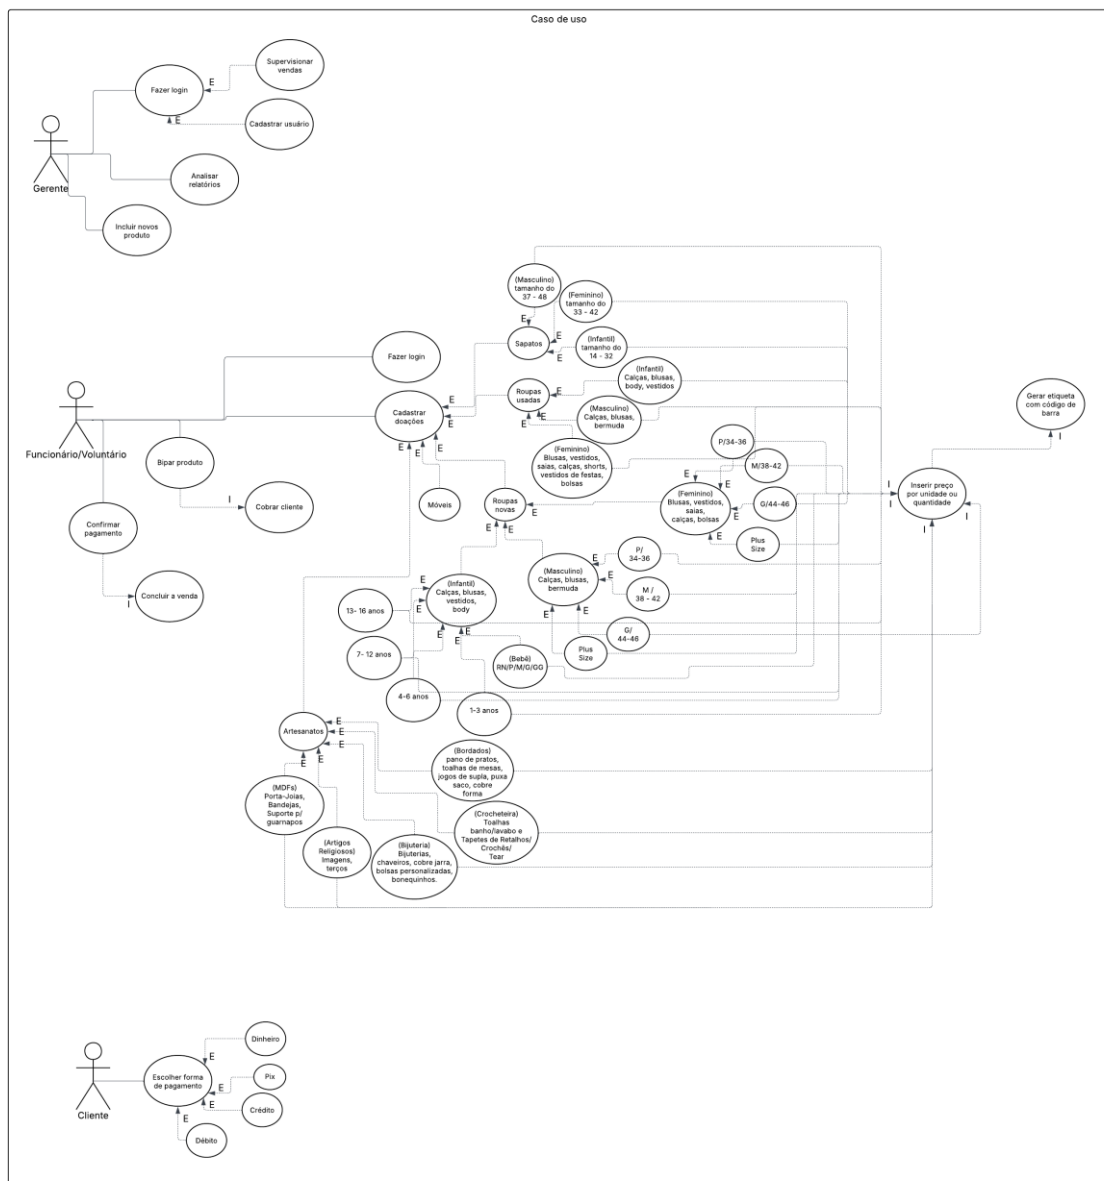 Caso de uso
Supervisionar
vendas
E
Fazer login
E
Cadastrar usuário
Gerente
Analisar
relatórios
Incluir novos
produto
(Masculino)
tamanho do
37 - 48
(Feminino)
tamanho do
33 - 42
E
E
Sapatos
E
(Infantil)
tamanho do
14 - 32
Fazer login
(Infantil)
Calças, blusas,
body, vestidos
E
Roupas
usadas
E
E
(Masculino)
Calças, blusas,
bermuda
E
E
Cadastrar
doações
E
E
E
E
(Feminino)
Blusas, vestidos,
saias, calças, shorts,
vestidos de festas,
bolsas
Funcionário/Voluntário
Bipar produto
I
Cobrar cliente
Móveis
Roupas
novas
E
E
E
P/34-36
M/38-42
E
E
(Feminino)
Blusas, vestidos,
saias,
calças, bolsas
E
G/44-46
E
Plus
Size
Gerar etiqueta
com código de
barra
I
Inserir preço
por unidade ou
quantidade
I
I
I
I
Confirmar
pagamento
I
Concluir a venda
P/
34-36
E
(Masculino)
Calças, blusas,
bermuda
E
M /
38 - 42
E
E
G/
44-46
Plus
Size
E
(Infantil)
Calças, blusas,
vestidos,
body
E
E
E
13- 16 anos
7- 12 anos
4-6 anos
(Bebê)
RN/P/M/G/GG
1-3 anos
Artesanatos
E
E
E
E
E
(Bordados)
pano de pratos,
toalhas de mesas,
jogos de supla, puxa
saco, cobre
forma
(MDFs)
Porta-Joias,
Bandejas,
Suporte p/
guarnapos
(Crocheteira)
Toalhas
banho/lavabo e
Tapetes de Retalhos/
Crochês/
Tear
(Artigos
Religiosos)
Imagens,
terços
(Bijuteria)
Bijuterias,
chaveiros, cobre jarra,
bolsas personalizadas,
bonequinhos.
Dinheiro
E
Escolher forma
de pagamento
E
Pix
E
Crédito
E
Débito
Cliente